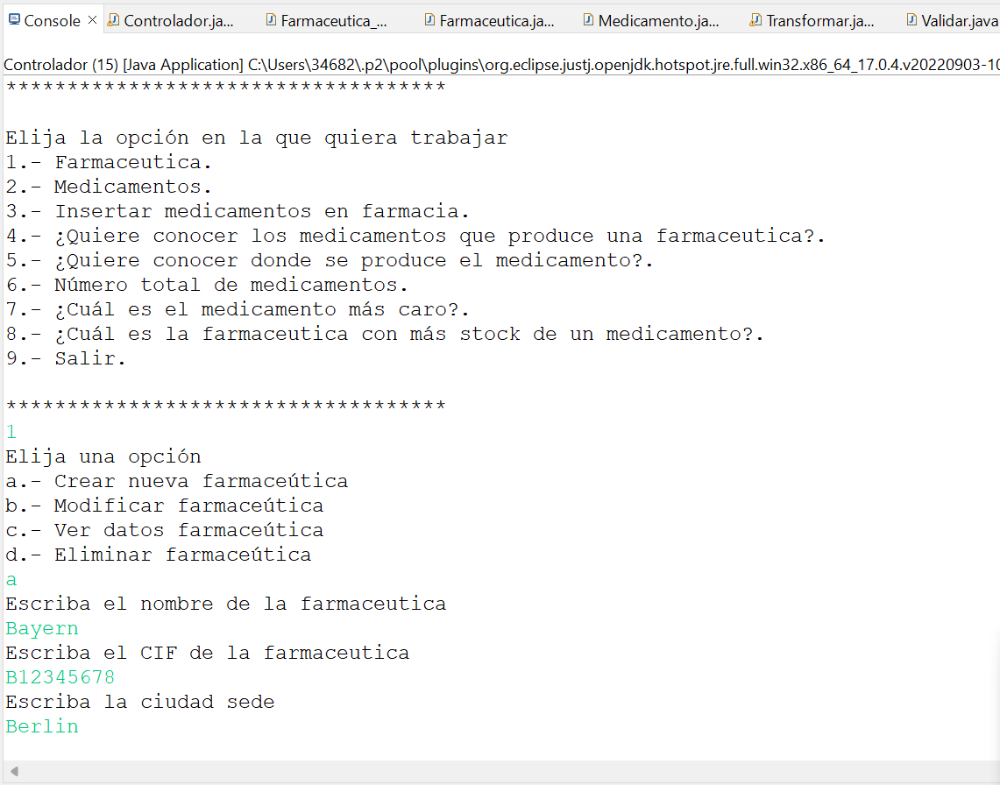 Console × Controlador.ja... Farmaceutica_... Farmaceutica.ja... Medicamento.ja... Transformar.ja... Validar.java
Controlador (15) [Java Application] C:\Users\34682\.p2\pool\plugins\org.eclipse.justj.openjdk.hotspot.jre.full.win32.x86_64_17.0.4.v20220903-10
************************************
Elija la opción en la que quiera trabajar
1.- Farmaceutica.
2.- Medicamentos.
3.- Insertar medicamentos en farmacia.
4.- ¿Quiere conocer los medicamentos que produce una farmaceutica?.
5.- ¿Quiere conocer donde se produce el medicamento?.
6.- Número total de medicamentos.
7.- ¿Cuál es el medicamento más caro?.
8.- ¿Cuál es la farmaceutica con más stock de un medicamento?.
9.- Salir.
************************************
1
Elija una opción
a.- Crear nueva farmaceútica
b.- Modificar farmaceútica
c.- Ver datos farmaceútica
d.- Eliminar farmaceútica
a
Escriba el nombre de la farmaceutica
Bayern
Escriba el CIF de la farmaceutica
B12345678
Escriba la ciudad sede
Berlin